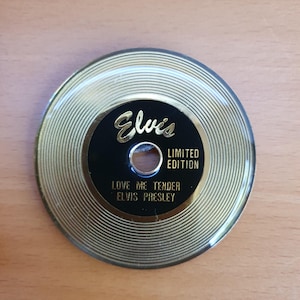 Elvis
LIMITED
EDITION
LOVE ME TENDER
ELVIS PRESLEY